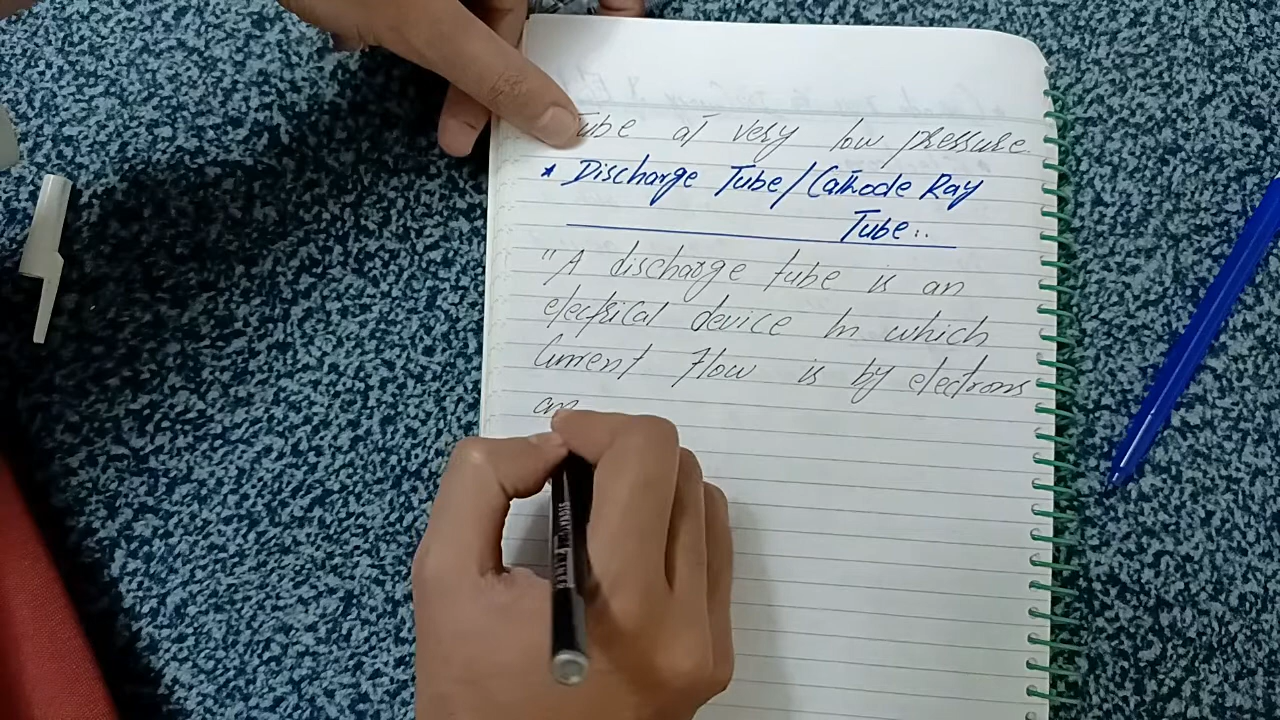 Tube at very low pressure
* Discharge Tube/Cathode Ray
Tube..
"A discharge tube is an
electrical device in which
Current Flow is by electrons
an